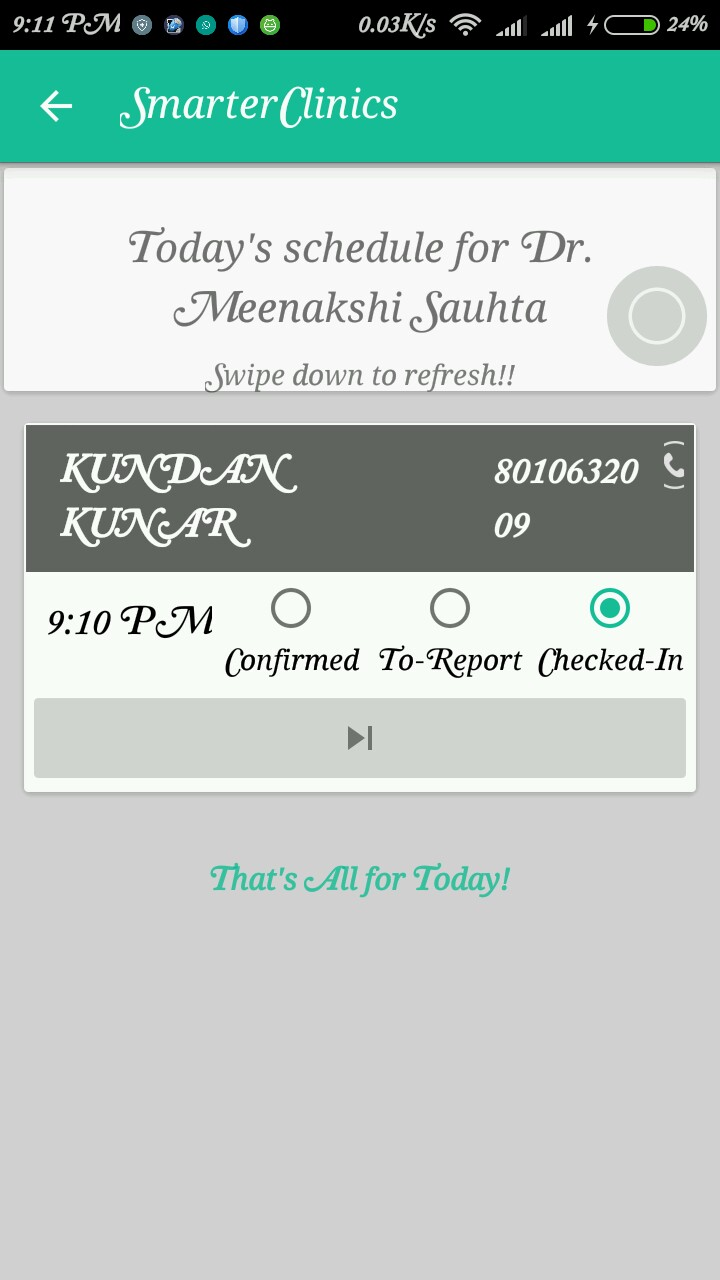 9:11 PM 0.03K/s 24%
SmarterClinics
Today's schedule for Dr.
Meenakshi Sauhta
Swipe down to refresh!!
KUNDAN 80106320
KUNAR 09
9:10 PM
Confirmed To-Report Checked-In
That's All for Today!